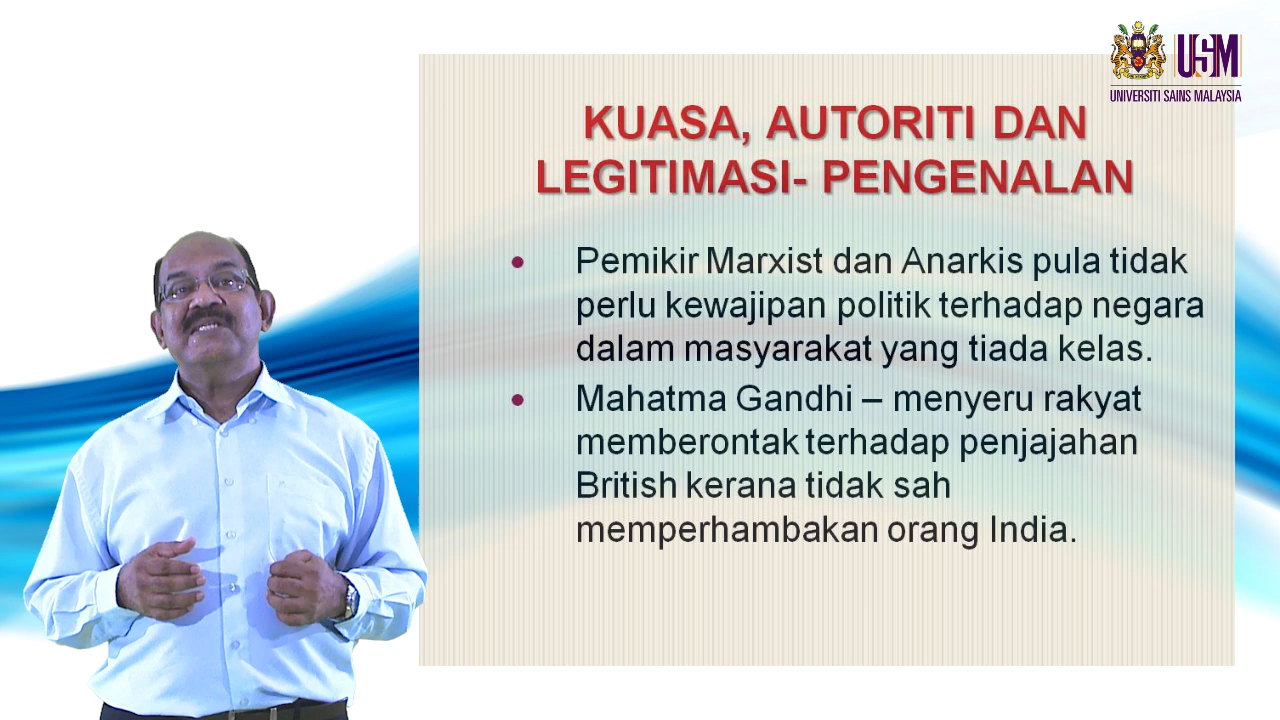 USM
UNIVERSITI SAINS MALAYSIA
KUASA, AUTORITI DAN
LEGITIMASI- PENGENALAN
• Pemikir Marxist dan Anarkis pula tidak
perlu kewajipan politik terhadap negara
dalam masyarakat yang tiada kelas.
• Mahatma Gandhi – menyeru rakyat
memberontak terhadap penjajahan
British kerana tidak sah
memperhambakan orang India.